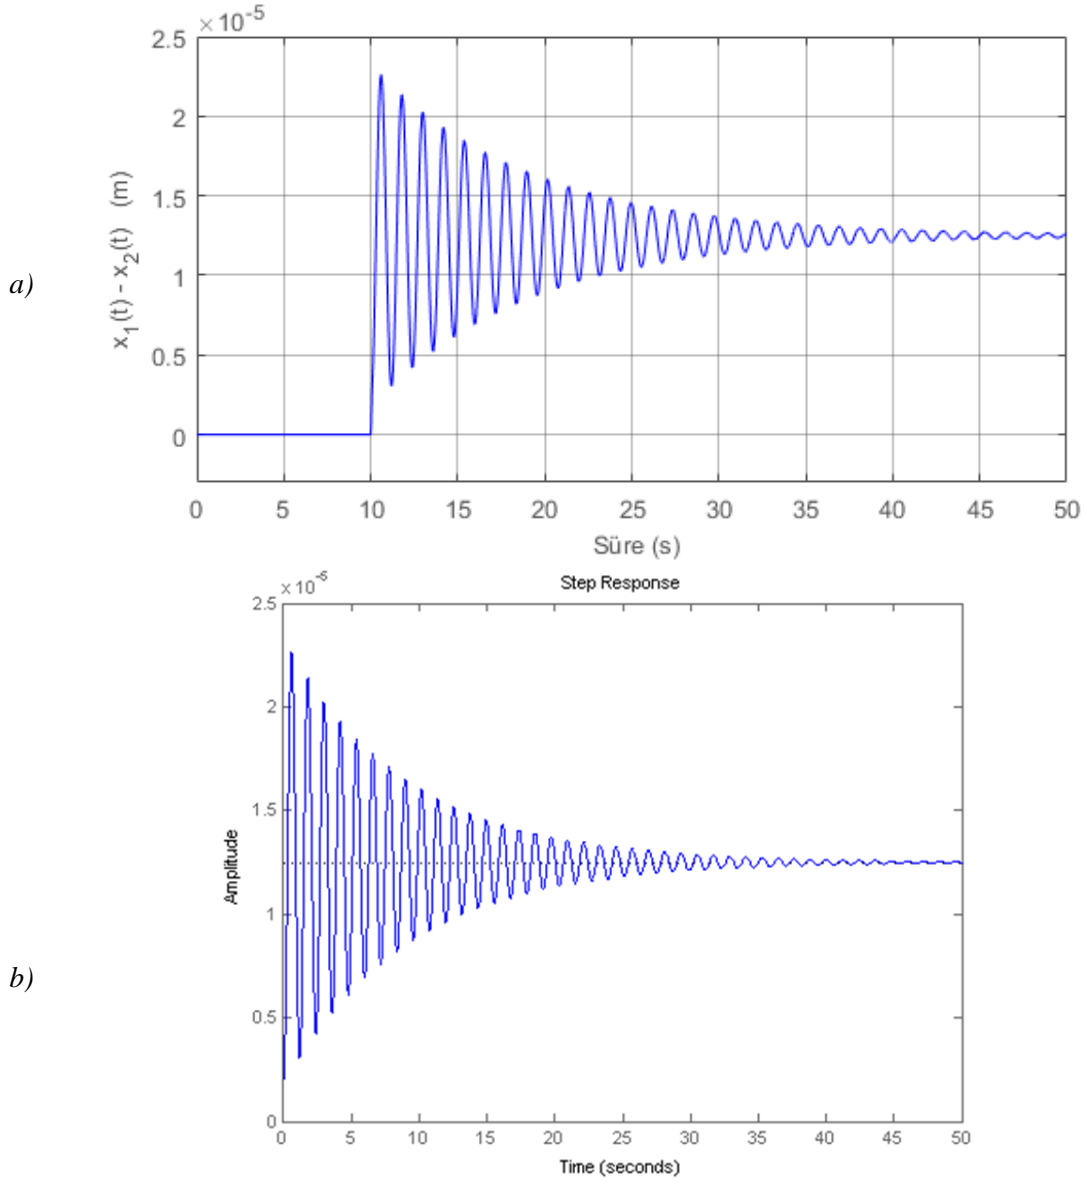 a)
×10⁻⁵
2.5
2
1.5
1
0.5
0
x₁(t) - x₂(t) (m)
0 5 10 15 20 25 30 35 40 45 50
Süre (s)
b)
Step Response
×10⁻⁵
2.5
2
1.5
1
0.5
0
Amplitude
0 5 10 15 20 25 30 35 40 45 50
Time (seconds)